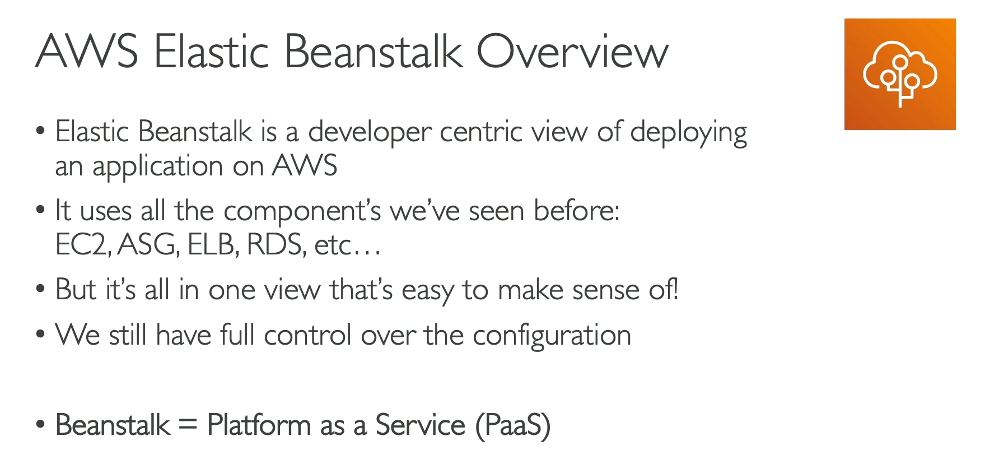 AWS Elastic Beanstalk Overview
• Elastic Beanstalk is a developer centric view of deploying
an application on AWS
• It uses all the component’s we’ve seen before:
EC2, ASG, ELB, RDS, etc…
• But it’s all in one view that’s easy to make sense of!
• We still have full control over the configuration
• Beanstalk = Platform as a Service (PaaS)